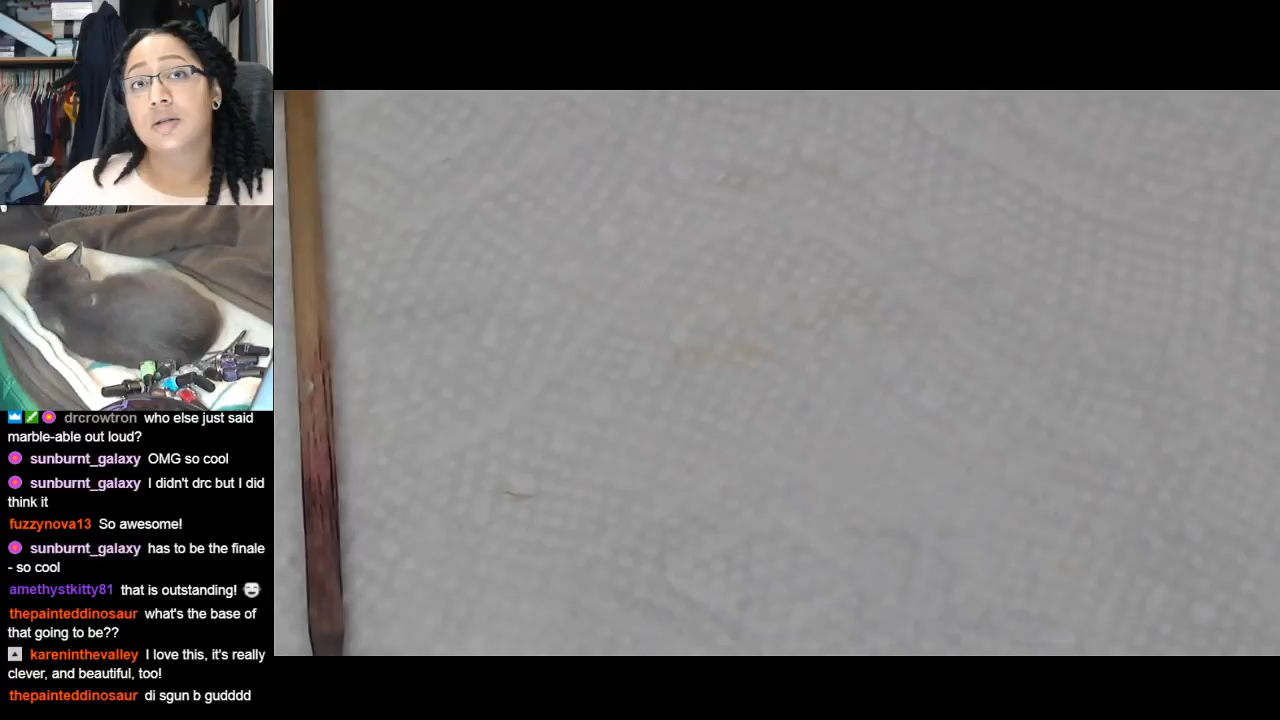 drcrowtron who else just said
marble-able out loud?
sunburnt_galaxy OMG so cool
sunburnt_galaxy I didn't drc but I did
think it
fuzzynova13 So awesome!
sunburnt_galaxy has to be the finale
- so cool
amethystkitty81 that is outstanding!
thepainteddinosaur what's the base of
that going to be??
kareninthevalley I love this, it's really
clever, and beautiful, too!
thepainteddinosaur di sgun b gudddd